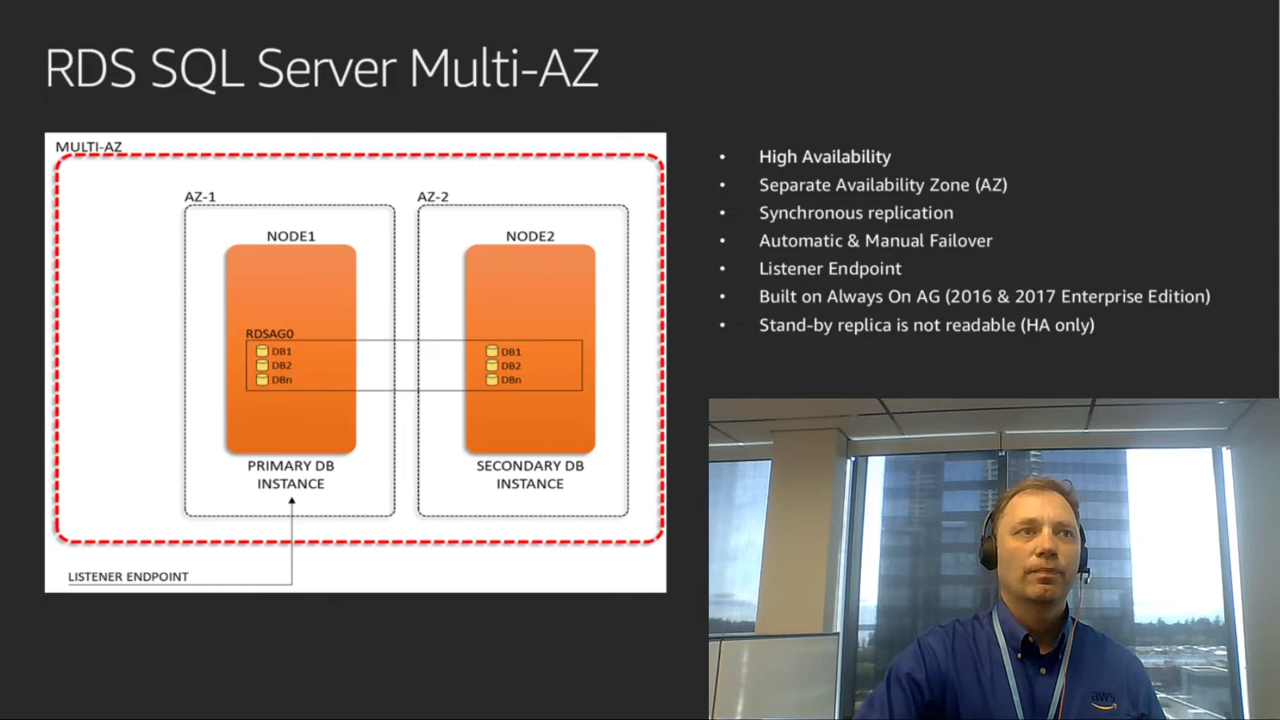 RDS SQL Server Multi-AZ
MULTI-AZ
AZ-1
AZ-2
NODE1
NODE2
RDSAG0
DB1
DB2
DBn
DB1
DB2
DBn
PRIMARY DB
INSTANCE
SECONDARY DB
INSTANCE
LISTENER ENDPOINT
• High Availability
• Separate Availability Zone (AZ)
• Synchronous replication
• Automatic & Manual Failover
• Listener Endpoint
• Built on Always On AG (2016 & 2017 Enterprise Edition)
• Stand-by replica is not readable (HA only)
aws